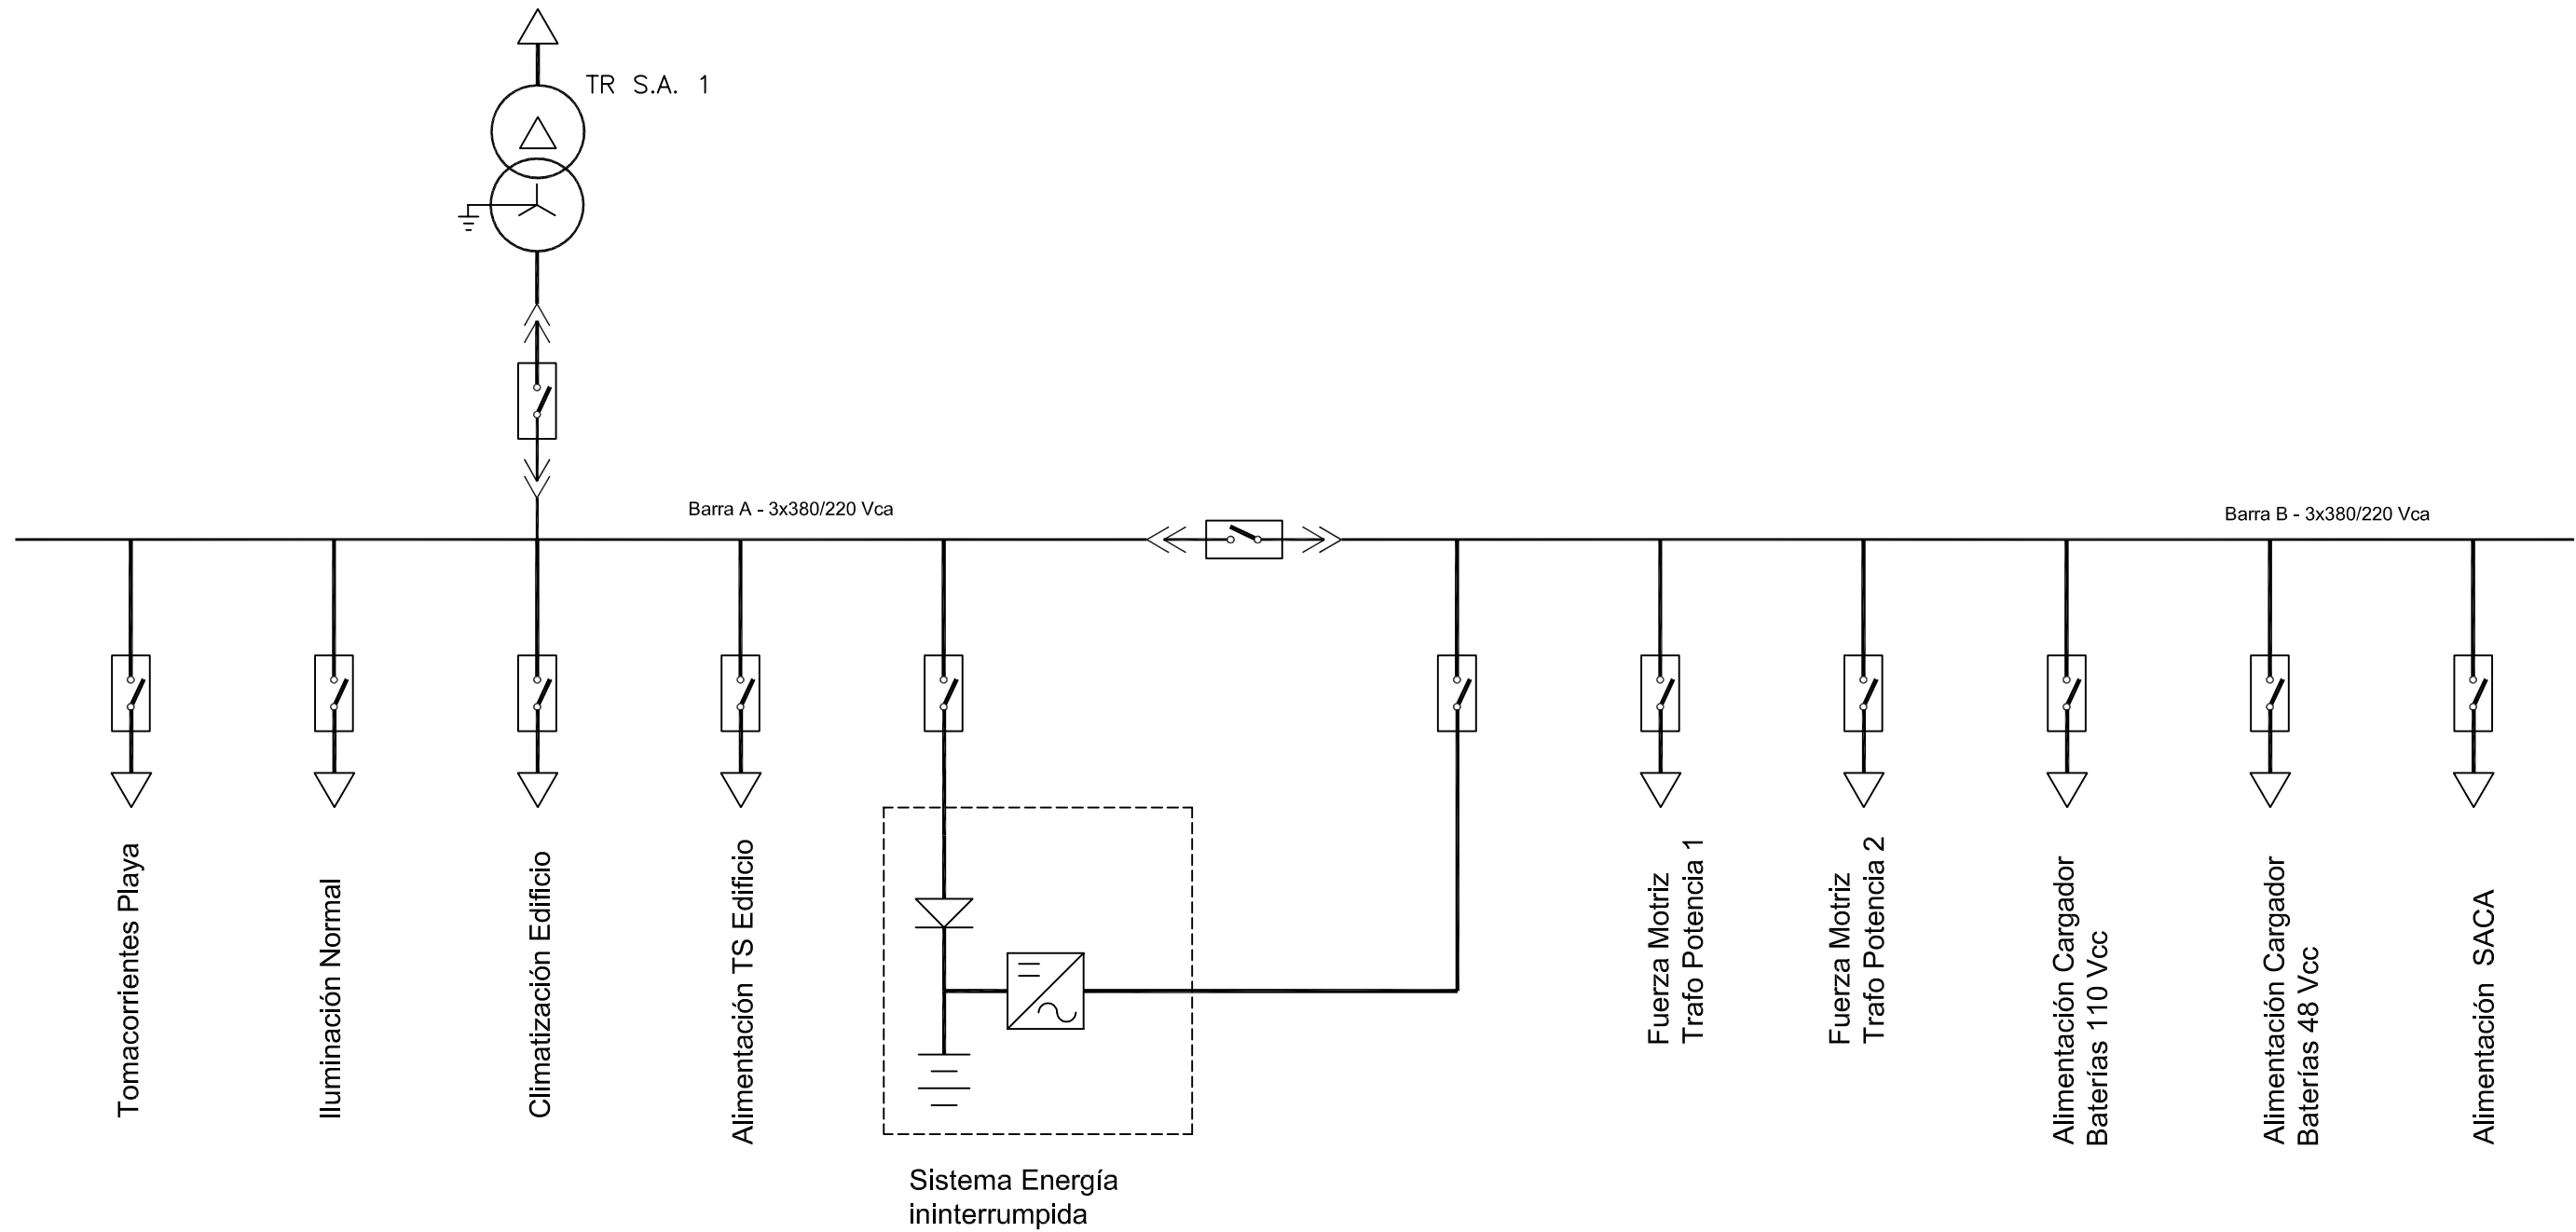 TR S.A. 1
Barra A - 3x380/220 Vca
Barra B - 3x380/220 Vca
Tomacorrientes Playa
Iluminación Normal
Climatización Edificio
Alimentación TS Edificio
Sistema Energía
ininterrumpida
Fuerza Motriz
Trafo Potencia 1
Fuerza Motriz
Trafo Potencia 2
Alimentación Cargador
Baterías 110 Vcc
Alimentación Cargador
Baterías 48 Vcc
Alimentación SACA